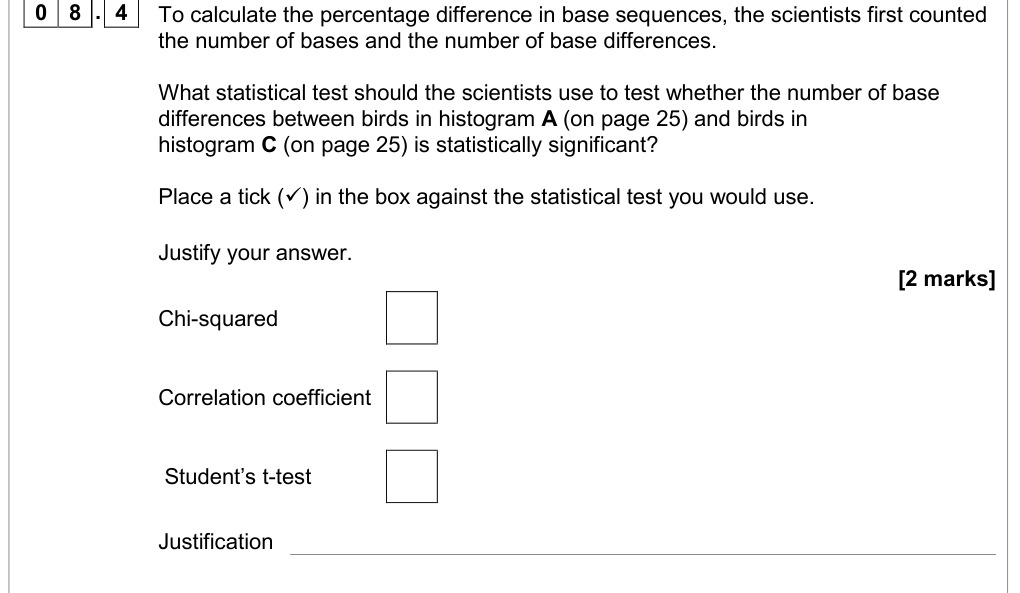 0 8 . 4 To calculate the percentage difference in base sequences, the scientists first counted
the number of bases and the number of base differences.
What statistical test should the scientists use to test whether the number of base
differences between birds in histogram A (on page 25) and birds in
histogram C (on page 25) is statistically significant?
Place a tick (✓) in the box against the statistical test you would use.
Justify your answer.
[2 marks]
Chi-squared
Correlation coefficient
Student’s t-test
Justification